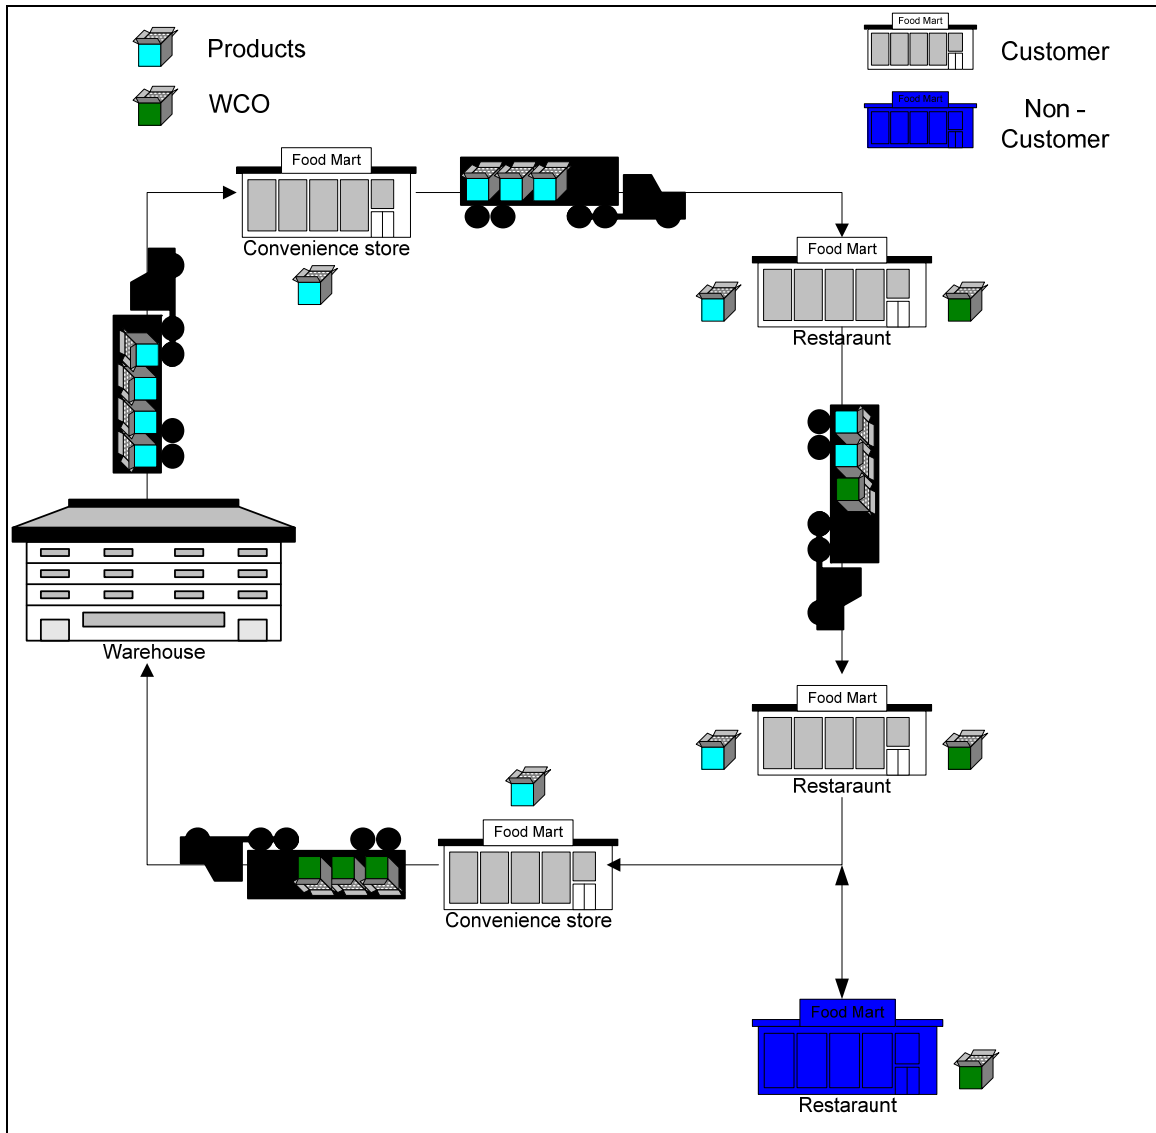 Products
WCO
Food Mart
Customer
Food Mart
Non -
Customer
Food Mart
Convenience store
Food Mart
Restaraunt
Warehouse
Food Mart
Restaraunt
Food Mart
Convenience store
Food Mart
Restaraunt